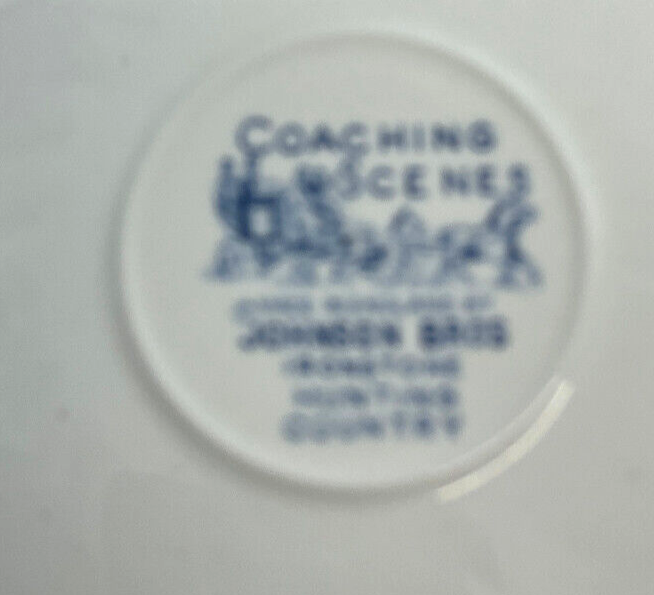 COACHING
SCENES
JOHNSON BROS
IRONSTONE
HUNTING
COUNTRY